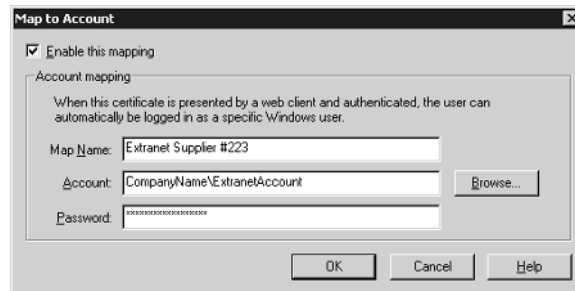 Map to Account
Enable this mapping
Account mapping
When this certificate is presented by a web client and authenticated, the user can
automatically be logged in as a specific Windows user.
Map Name: Extranet Supplier #223
Account: CompanyName\ExtranetAccount Browse...
Password: ******************
OK Cancel Help